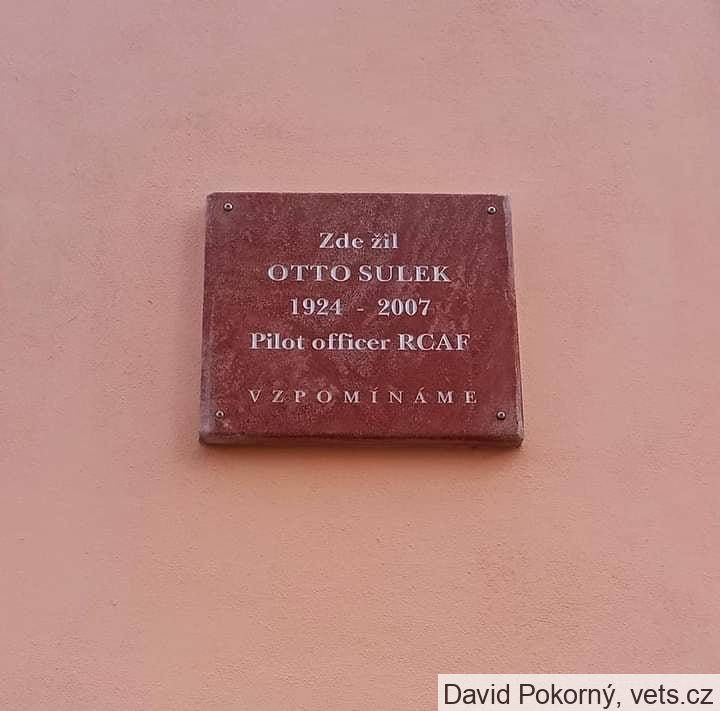 Zde žil
OTTO SULEK
1924 - 2007
Pilot officer RCAF
VZPOMÍNÁME
David Pokorný, vets.cz